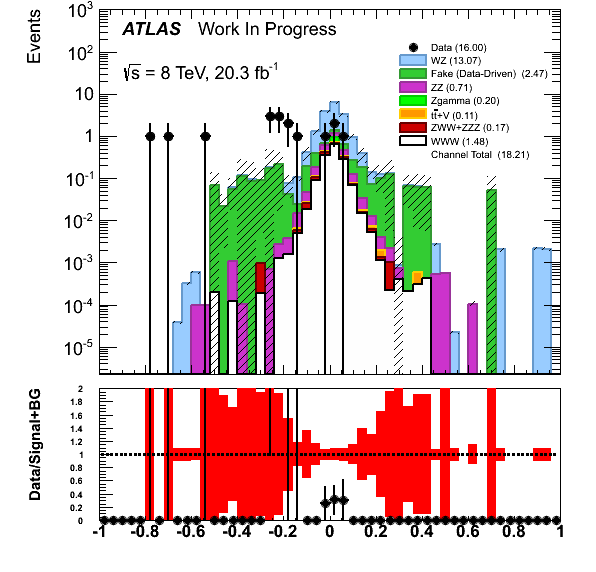 Events
10³
10²
10
1
10⁻¹
10⁻²
10⁻³
10⁻⁴
10⁻⁵
ATLAS Work In Progress
√s = 8 TeV, 20.3 fb⁻¹
Data (16.00)
WZ (13.07)
Fake (Data-Driven) (2.47)
ZZ (0.71)
Zgamma (0.20)
tt̄+V (0.11)
ZWW+ZZZ (0.17)
WWW (1.48)
Channel Total (18.21)
Data/Signal+BG
2
1.8
1.6
1.4
1.2
1
0.8
0.6
0.4
0.2
0
-1 -0.8 -0.6 -0.4 -0.2 0 0.2 0.4 0.6 0.8 1